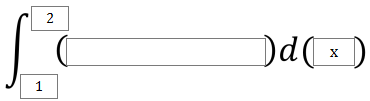 ∫ 2 1 ( ) d( x )